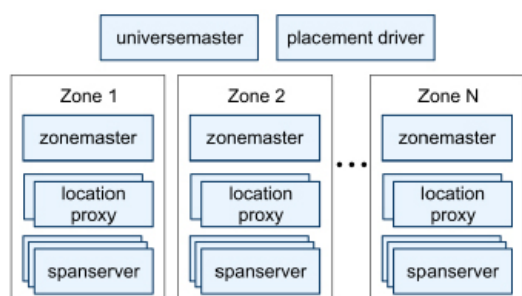 universemaster
placement driver
Zone 1
zonemaster
location
proxy
spanserver
Zone 2
zonemaster
location
proxy
spanserver
...
Zone N
zonemaster
location
proxy
spanserver